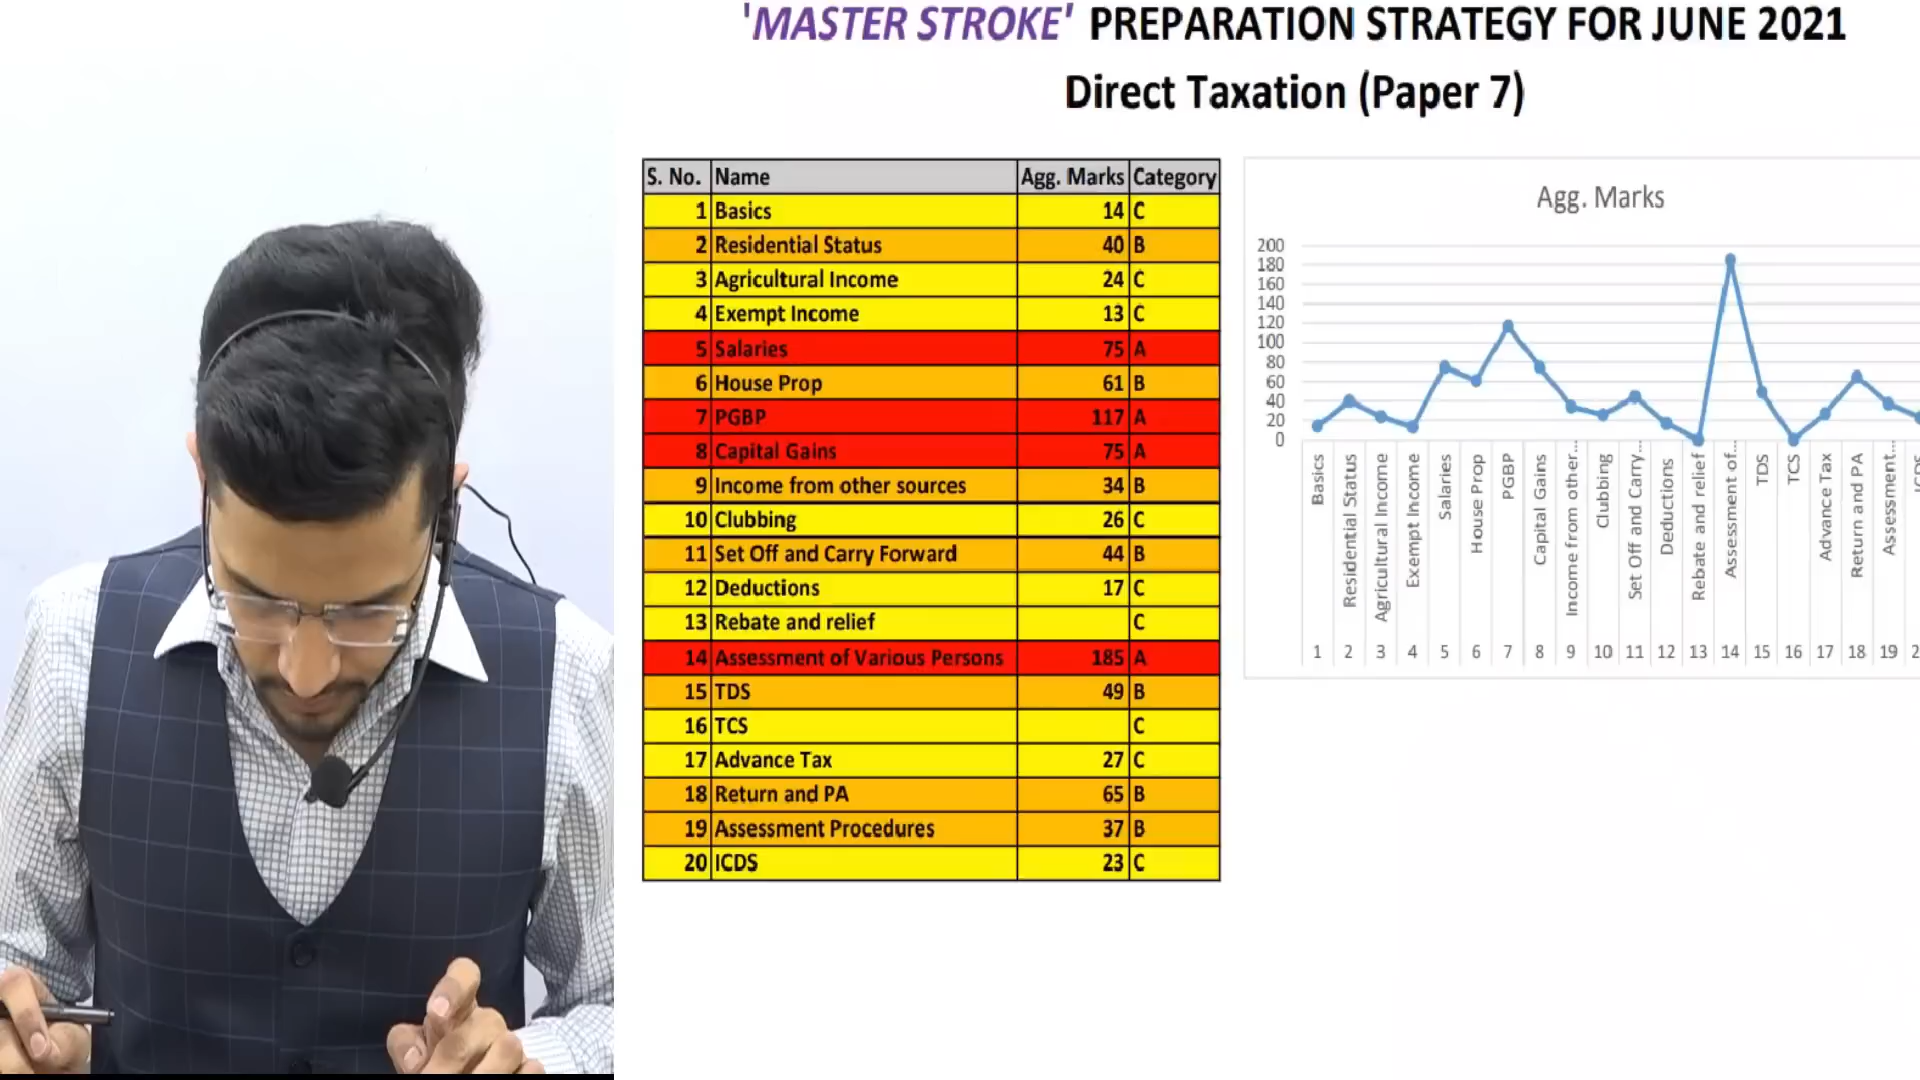 'MASTER STROKE' PREPARATION STRATEGY FOR JUNE 2021
Direct Taxation (Paper 7)
S. No. Name Agg. Marks Category
1 Basics 14 C
2 Residential Status 40 B
3 Agricultural Income 24 C
4 Exempt Income 13 C
5 Salaries 75 A
6 House Prop 61 B
7 PGBP 117 A
8 Capital Gains 75 A
9 Income from other sources 34 B
10 Clubbing 26 C
11 Set Off and Carry Forward 44 B
12 Deductions 17 C
13 Rebate and relief C
14 Assessment of Various Persons 185 A
15 TDS 49 B
16 TCS C
17 Advance Tax 27 C
18 Return and PA 65 B
19 Assessment Procedures 37 B
20 ICDS 23 C
Agg. Marks
200
180
160
140
120
100
80
60
40
20
0
Basics
Residential Status
Agricultural Income
Exempt Income
Salaries
House Prop
PGBP
Capital Gains
Income from other...
Clubbing
Set Off and Carry...
Deductions
Rebate and relief
Assessment of...
TDS
TCS
Advance Tax
Return and PA
Assessment...
1 2 3 4 5 6 7 8 9 10 11 12 13 14 15 16 17 18 19